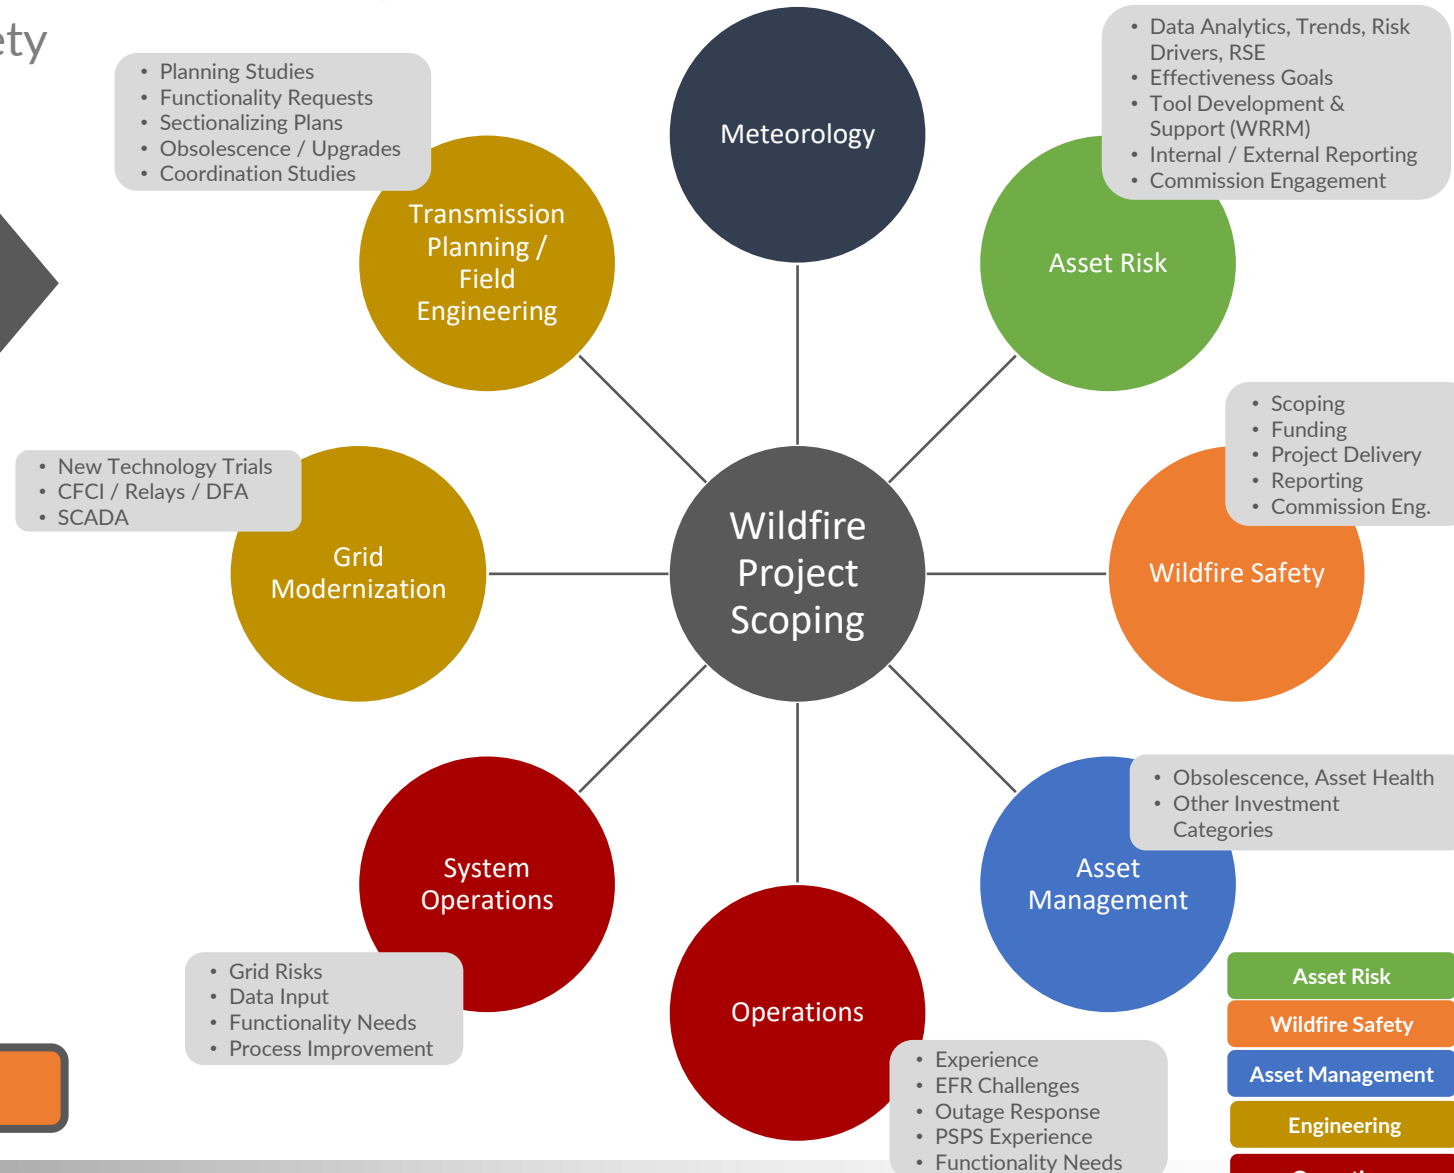 • Planning Studies
• Functionality Requests
• Sectionalizing Plans
• Obsolescence / Upgrades
• Coordination Studies
Transmission
Planning /
Field
Engineering
Meteorology
• Data Analytics, Trends, Risk
Drivers, RSE
• Effectiveness Goals
• Tool Development &
Support (WRRM)
• Internal / External Reporting
• Commission Engagement
Asset Risk
• New Technology Trials
• CFCI / Relays / DFA
• SCADA
Grid
Modernization
Wildfire
Project
Scoping
• Scoping
• Funding
• Project Delivery
• Reporting
• Commission Eng.
Wildfire Safety
System
Operations
• Grid Risks
• Data Input
• Functionality Needs
• Process Improvement
Operations
• Experience
• EFR Challenges
• Outage Response
• PSPS Experience
• Functionality Needs
• Obsolescence, Asset Health
• Other Investment
Categories
Asset
Management
Asset Risk
Wildfire Safety
Asset Management
Engineering